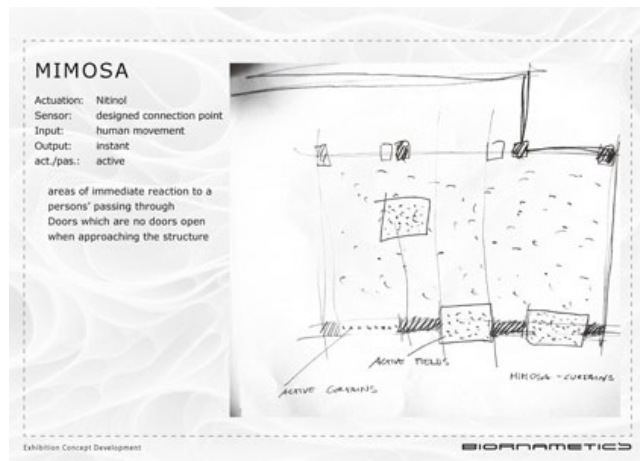 MIMOSA
Actuation: Nitinol
Sensor: designed connection point
Input: human movement
Output: instant
act./pas.: active
areas of immediate reaction to a
persons' passing through
Doors which are no doors open
when approaching the structure
ACTIVE FIELDS
MIMOSA - CURTAINS
ACTIVE CURTAINS
Exhibition Concept Development
BIORNAMETICS